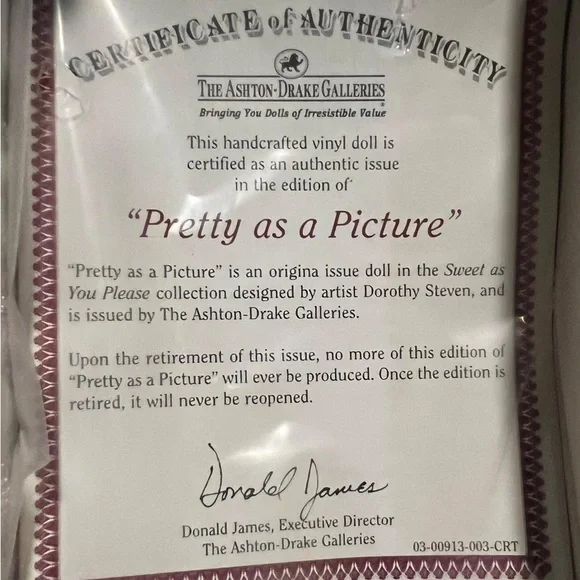 CERTIFICATE of AUTHENTICITY
THE ASHTON-DRAKE GALLERIES
Bringing You Dolls of Irresistible Value
This handcrafted vinyl doll is
certified as an authentic issue
in the edition of
“Pretty as a Picture”
“Pretty as a Picture” is an origina issue doll in the Sweet as
You Please collection designed by artist Dorothy Steven, and
is issued by The Ashton-Drake Galleries.
Upon the retirement of this issue, no more of this edition of
“Pretty as a Picture” will ever be produced. Once the edition is
retired, it will never be reopened.
Donald James
Donald James, Executive Director
The Ashton-Drake Galleries
03-00913-003-CRT